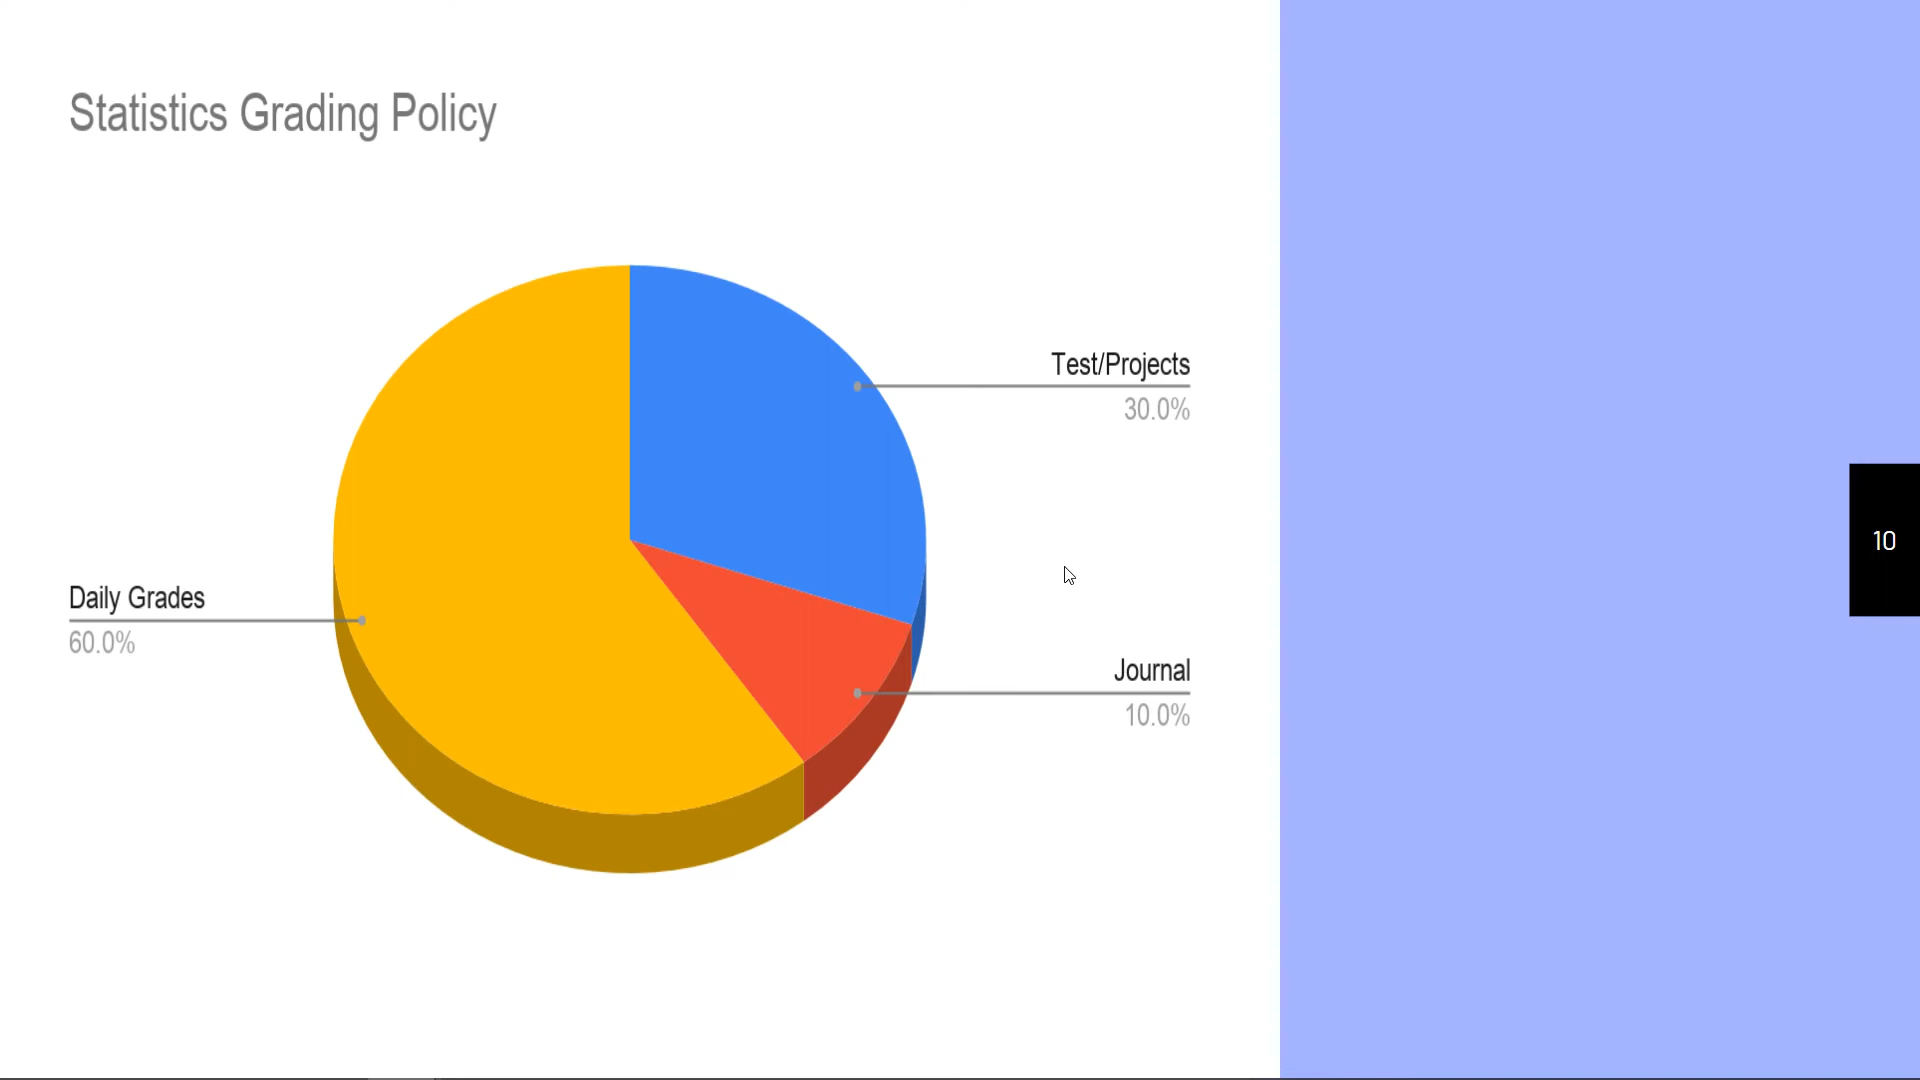 Statistics Grading Policy
Test/Projects
30.0%
Daily Grades
60.0%
Journal
10.0%
10